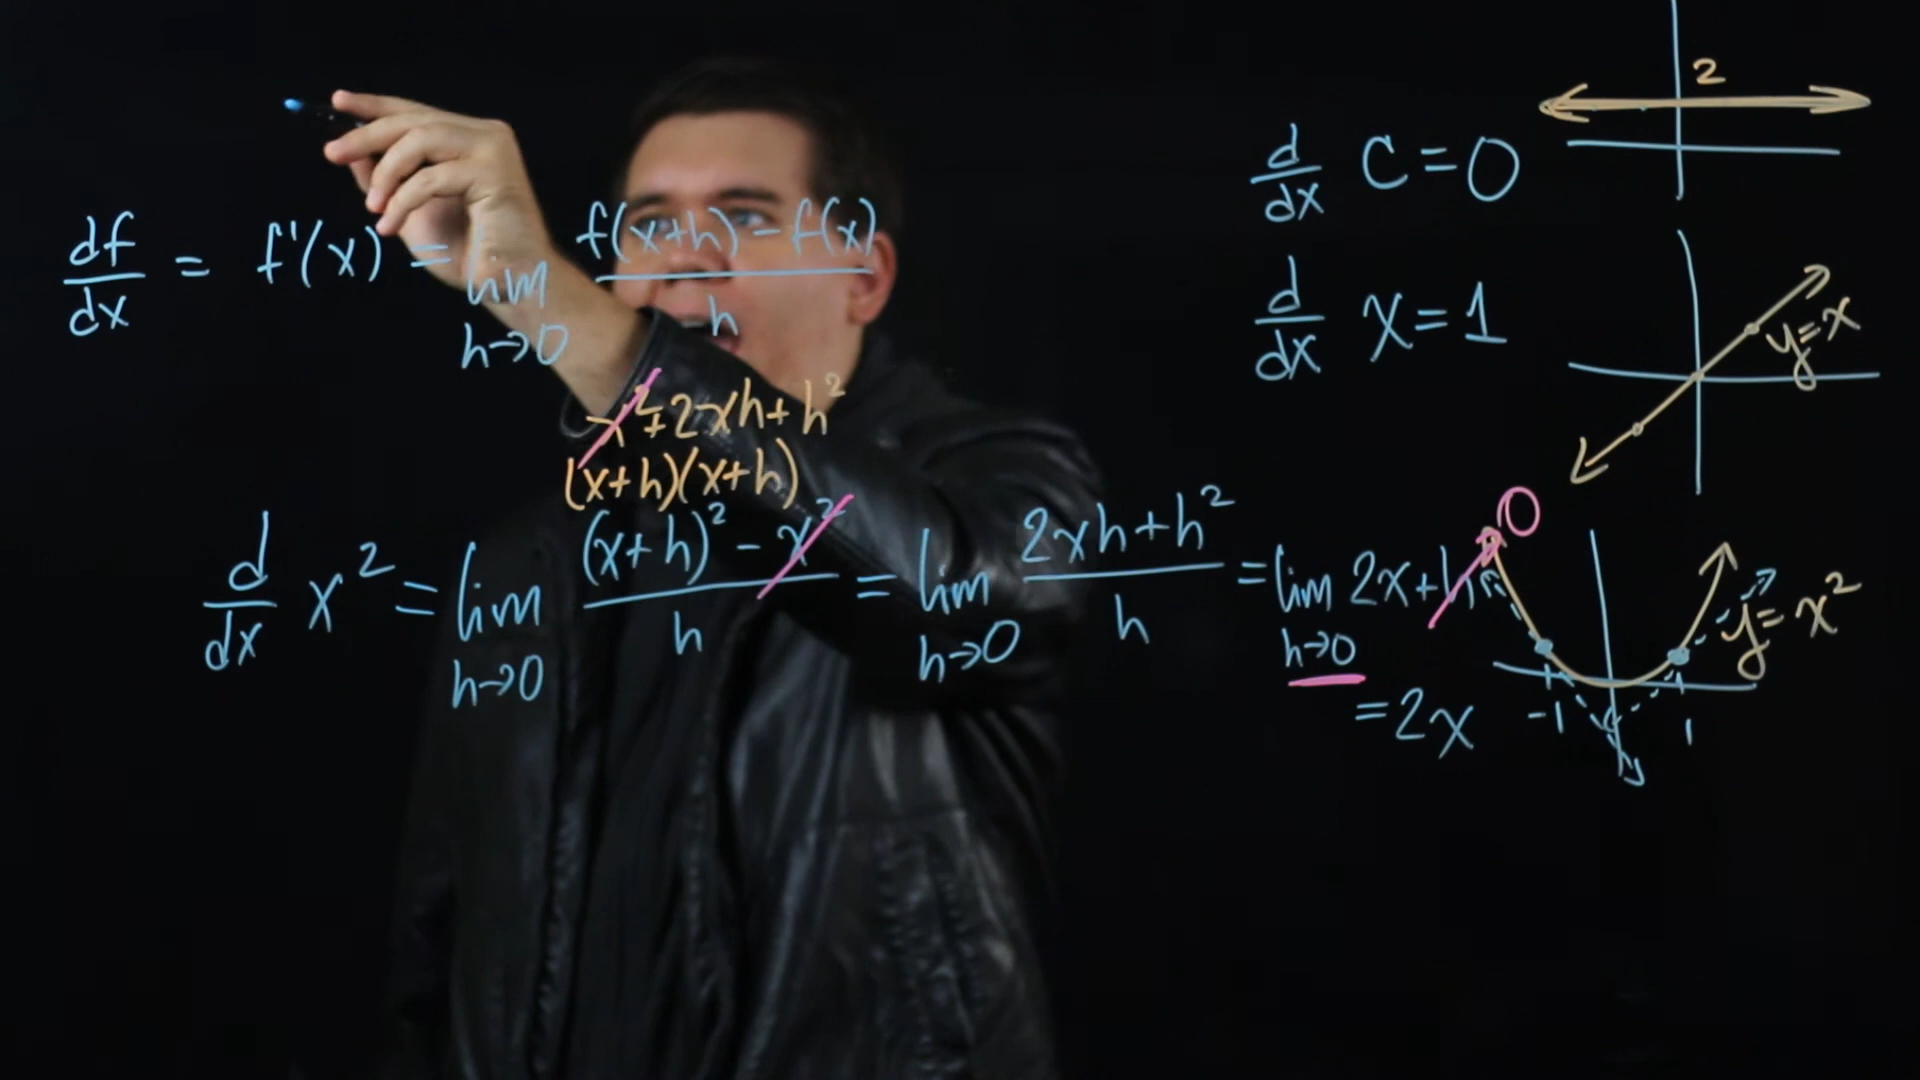 df/dx = f'(x) = lim h→0 f(x+h) - f(x) / h
x² + 2xh + h²
(x+h)(x+h)
d/dx x² = lim h→0 (x+h)² - x² / h = lim h→0 2xh + h² / h = lim h→0 2x + h 0
= 2x
2
d/dx C = 0
d/dx x = 1
y = x
y = x²
-1 1